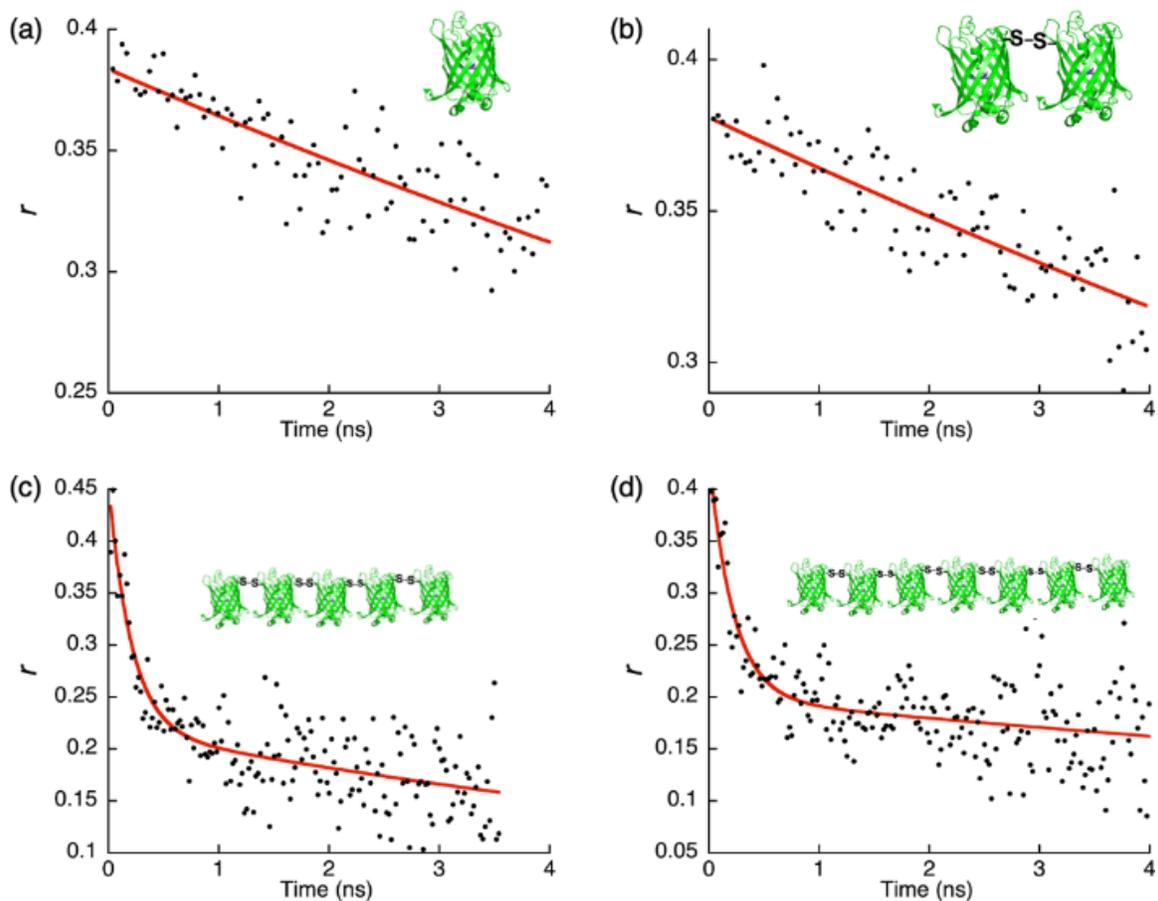 (a)
0.4
0.35
0.3
0.25
r
0 1 2 3 4
Time (ns)
(b)
S-S
0.4
0.35
0.3
r
0 1 2 3 4
Time (ns)
(c)
0.45
0.4
0.35
0.3
0.25
0.2
0.15
0.1
r
S-S S-S S-S S-S
0 1 2 3 4
Time (ns)
(d)
0.4
0.35
0.3
0.25
0.2
0.15
0.1
0.05
r
S-S S-S S-S S-S S-S S-S
0 1 2 3 4
Time (ns)